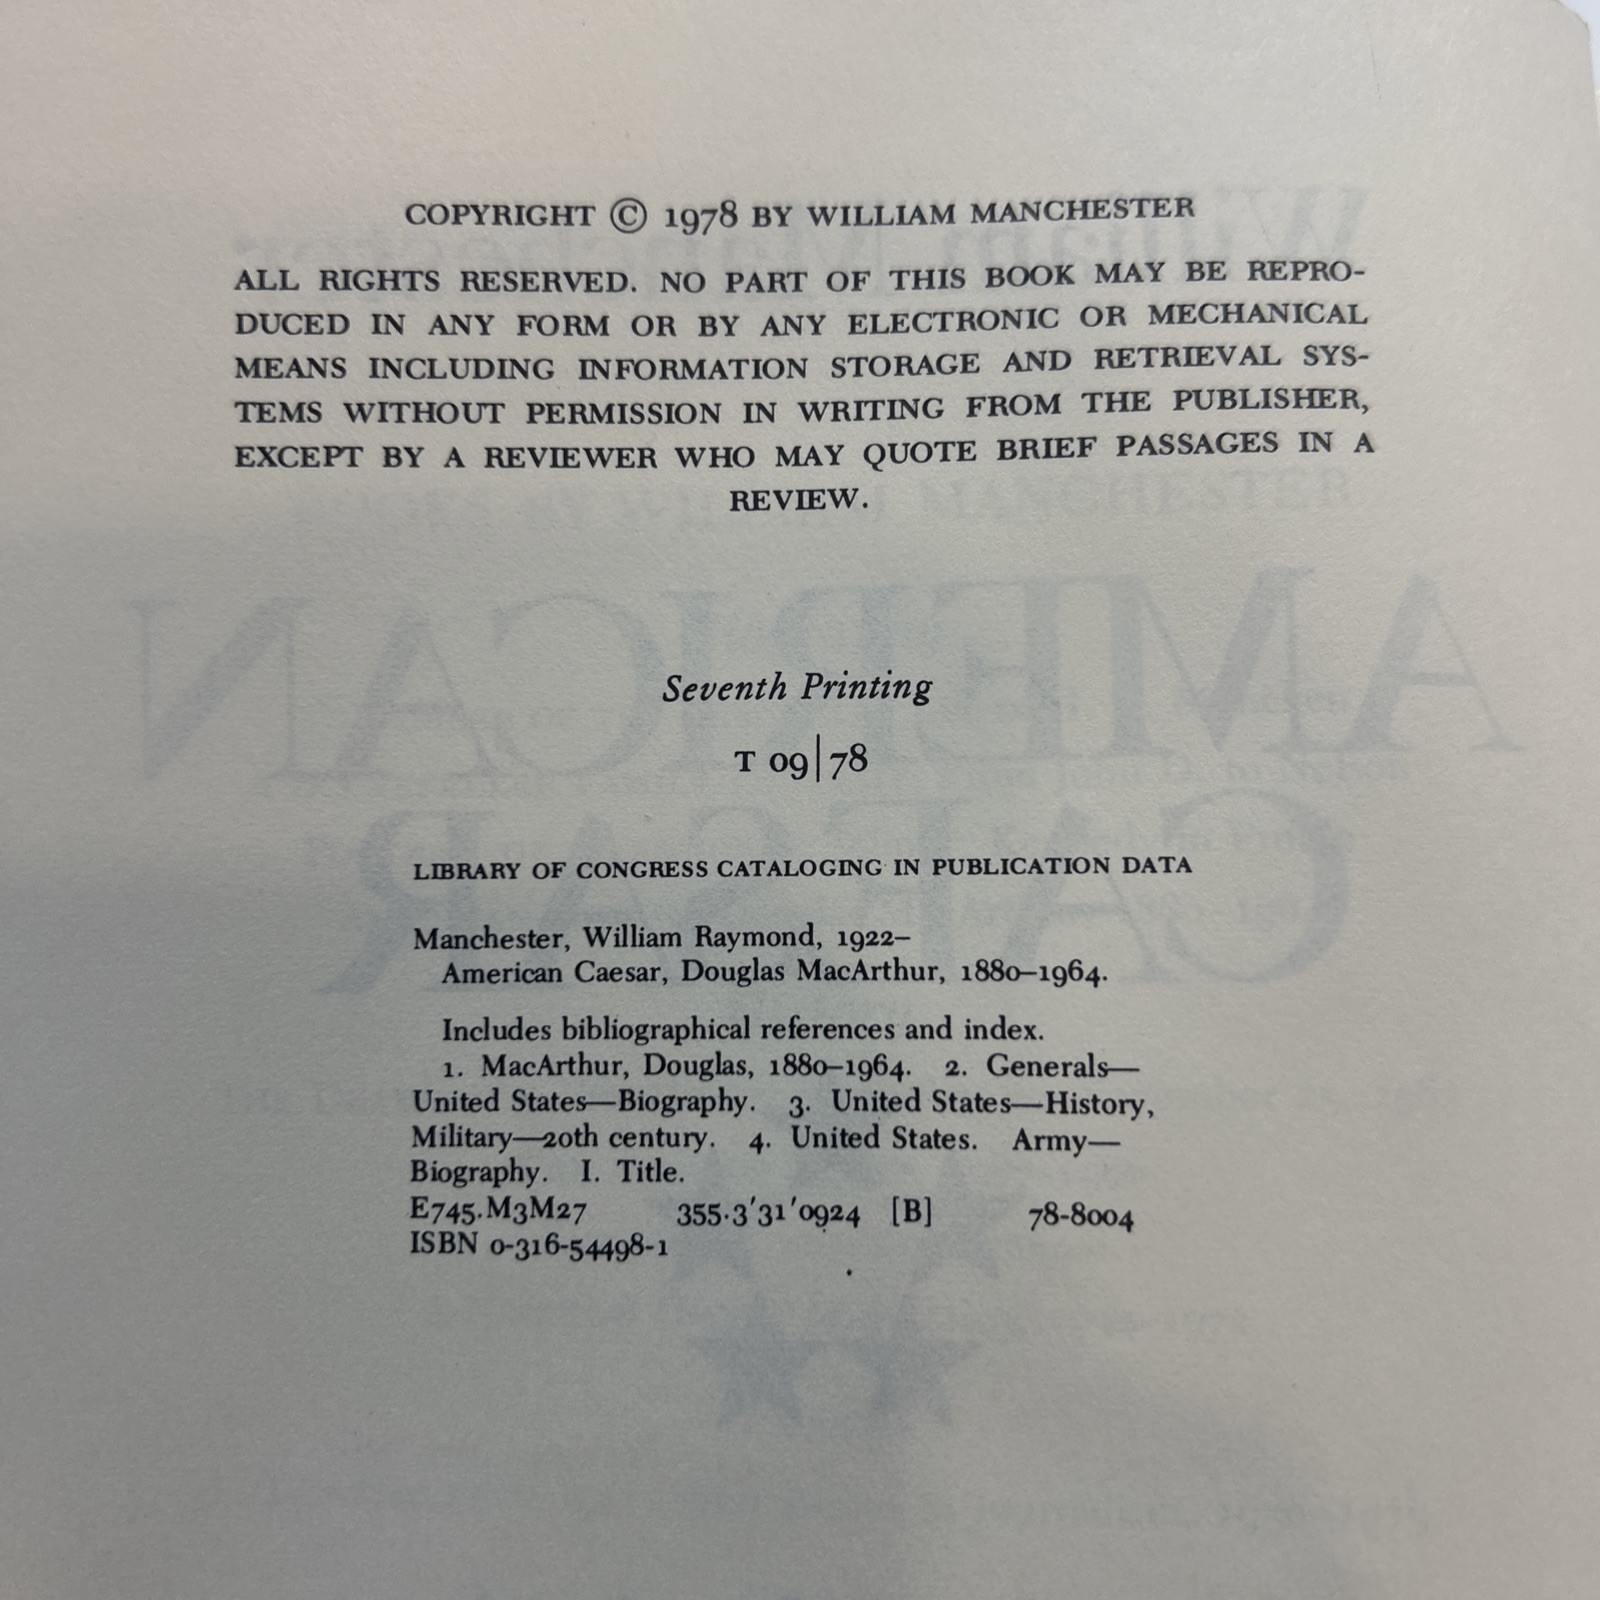 COPYRIGHT © 1978 BY WILLIAM MANCHESTER
ALL RIGHTS RESERVED. NO PART OF THIS BOOK MAY BE REPRO-
DUCED IN ANY FORM OR BY ANY ELECTRONIC OR MECHANICAL
MEANS INCLUDING INFORMATION STORAGE AND RETRIEVAL SYS-
TEMS WITHOUT PERMISSION IN WRITING FROM THE PUBLISHER,
EXCEPT BY A REVIEWER WHO MAY QUOTE BRIEF PASSAGES IN A
REVIEW.
Seventh Printing
T 09|78
LIBRARY OF CONGRESS CATALOGING IN PUBLICATION DATA
Manchester, William Raymond, 1922–
American Caesar, Douglas MacArthur, 1880–1964.
Includes bibliographical references and index.
1. MacArthur, Douglas, 1880–1964. 2. Generals—
United States—Biography. 3. United States—History,
Military—20th century. 4. United States. Army—
Biography. I. Title.
E745.M3M27 355.3'31'0924 [B] 78-8004
ISBN 0-316-54498-1
AMERICAN
CAESAR